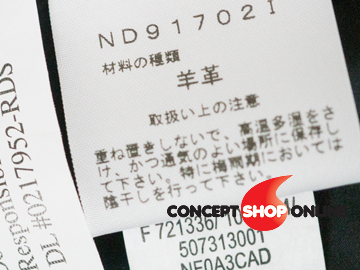 ND91702I
材料の種類
羊革
取扱い上の注意
重ね置きしないで、高温多湿をさ
け、かつ通気のよい場所に保存し
て下さい。特に梅雨期においては
陰干しを行って下さい。
Responsible
DL #0217952-RDS
CONCEPT SHOP ONLINE
F 721336/
507313001
NF0A3CAD